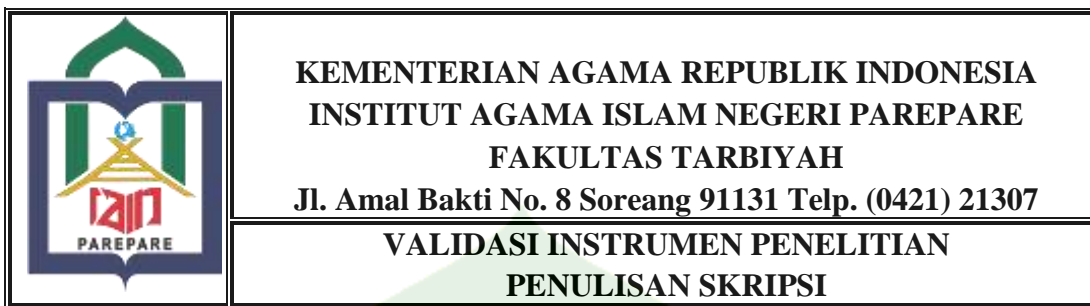 KEMENTERIAN AGAMA REPUBLIK INDONESIA
INSTITUT AGAMA ISLAM NEGERI PAREPARE
FAKULTAS TARBIYAH
Jl. Amal Bakti No. 8 Soreang 91131 Telp. (0421) 21307
VALIDASI INSTRUMEN PENELITIAN
PENULISAN SKRIPSI
iain
PAREPARE